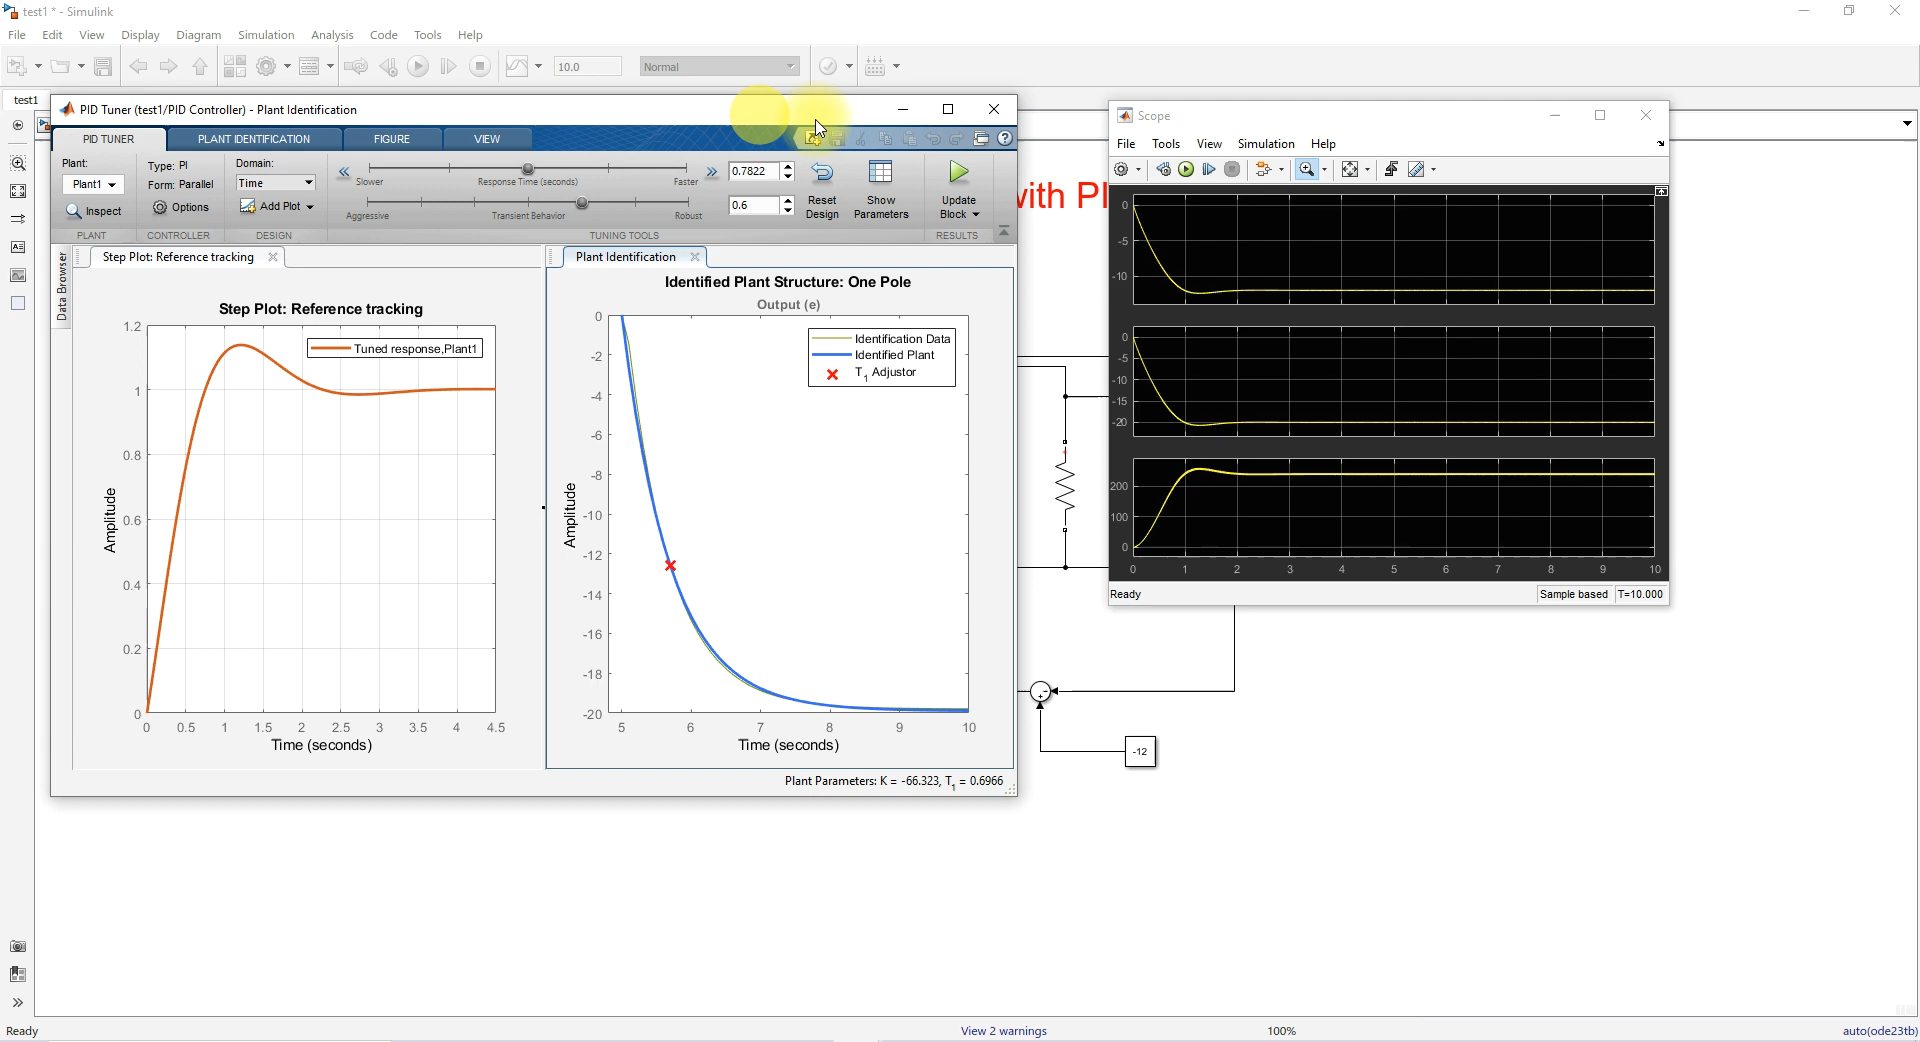 test1 * - Simulink
File Edit View Display Diagram Simulation Analysis Code Tools Help
10.0 Normal
test1
PID Tuner (test1/PID Controller) - Plant Identification
PID TUNER PLANT IDENTIFICATION FIGURE VIEW
Plant: Type: PI Domain:
Plant1 Form: Parallel Time
Inspect Options Add Plot
Slower Response Time (seconds) Faster 0.7822
Aggressive Transient Behavior Robust 0.6
Reset Design
Show Parameters
Update Block
PLANT CONTROLLER DESIGN TUNING TOOLS RESULTS
Data Browser
Step Plot: Reference tracking
Step Plot: Reference tracking
Tuned response,Plant1
1.2
1
0.8
0.6
0.4
0.2
0
Amplitude
0 0.5 1 1.5 2 2.5 3 3.5 4 4.5
Time (seconds)
Plant Identification
Identified Plant Structure: One Pole
Output (e)
Identification Data
Identified Plant
T1 Adjustor
0
-2
-4
-6
-8
-10
-12
-14
-16
-18
-20
Amplitude
5 6 7 8 9 10
Time (seconds)
Plant Parameters: K = -66.323, T1 = 0.6966
with PI
Scope
File Tools View Simulation Help
0
-5
-10
0
-5
-10
-15
-20
200
100
0
0 1 2 3 4 5 6 7 8 9 10
Ready Sample based T=10.000
-12
Ready View 2 warnings 100% auto(ode23tb)